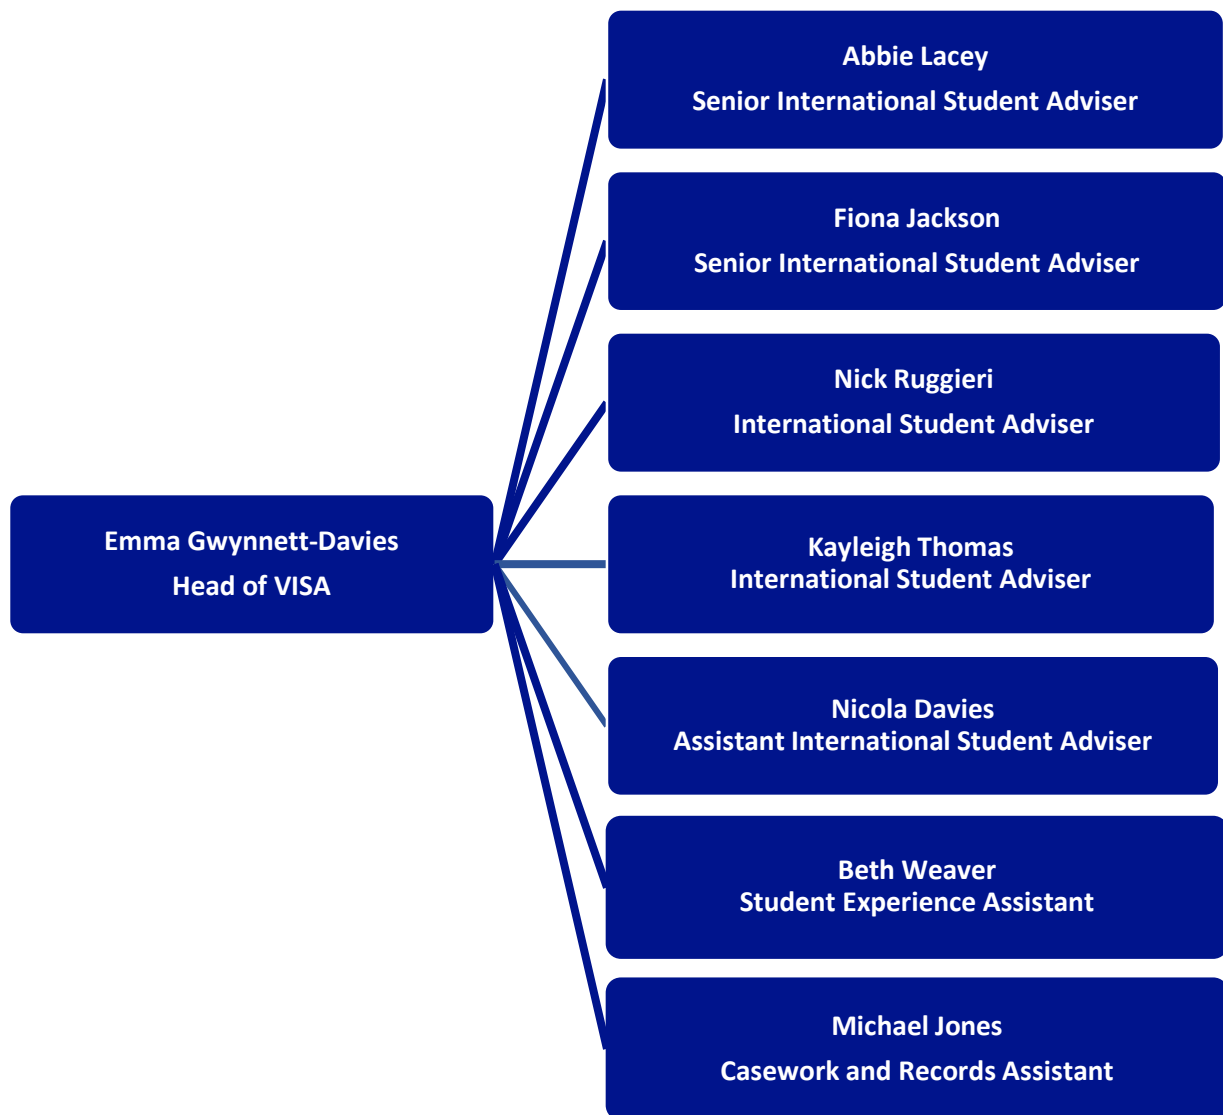 Abbie Lacey
Senior International Student Adviser
Fiona Jackson
Senior International Student Adviser
Nick Ruggieri
International Student Adviser
Emma Gwynnett-Davies
Head of VISA
Kayleigh Thomas
International Student Adviser
Nicola Davies
Assistant International Student Adviser
Beth Weaver
Student Experience Assistant
Michael Jones
Casework and Records Assistant